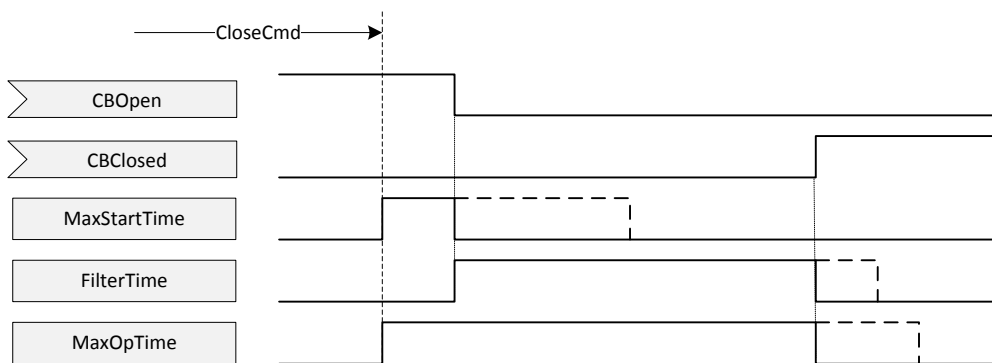 CloseCmd
CBOpen
CBClosed
MaxStartTime
FilterTime
MaxOpTime